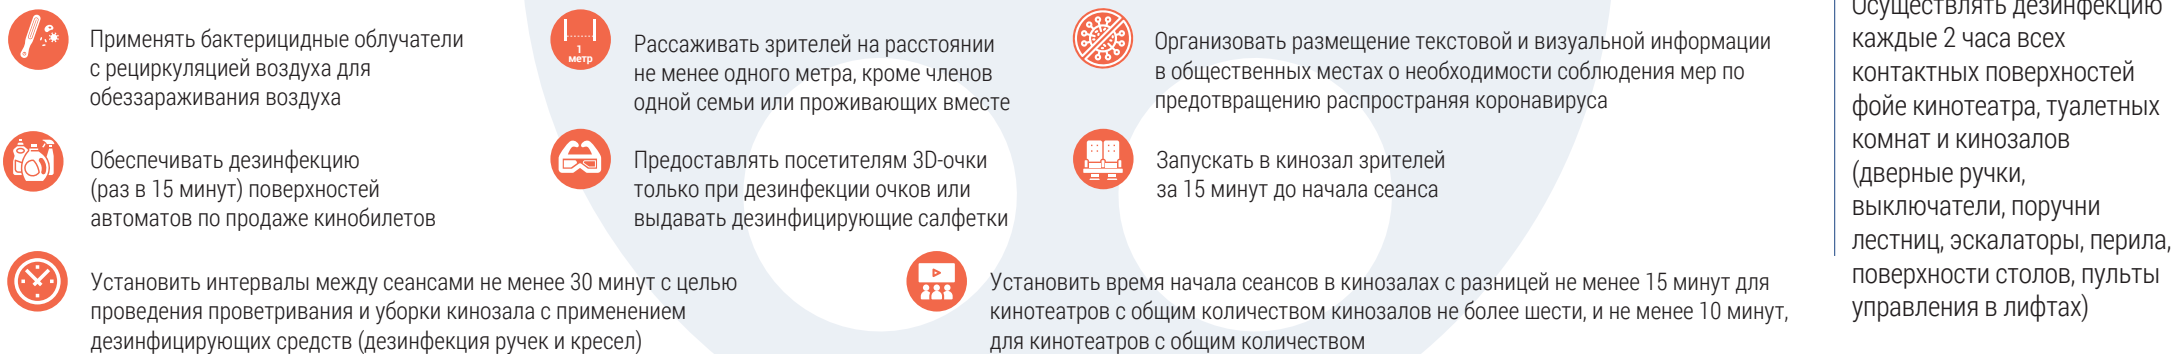 Применять бактерицидные облучатели
с рециркуляцией воздуха для
обеззараживания воздуха
1
метр
Рассаживать зрителей на расстоянии
не менее одного метра, кроме членов
одной семьи или проживающих вместе
Организовать размещение текстовой и визуальной информации
в общественных местах о необходимости соблюдения мер по
предотвращению распространяя коронавируса
Обеспечивать дезинфекцию
(раз в 15 минут) поверхностей
автоматов по продаже кинобилетов
Предоставлять посетителям 3D-очки
только при дезинфекции очков или
выдавать дезинфицирующие салфетки
Запускать в кинозал зрителей
за 15 минут до начала сеанса
Установить интервалы между сеансами не менее 30 минут с целью
проведения проветривания и уборки кинозала с применением
дезинфицирующих средств (дезинфекция ручек и кресел)
Установить время начала сеансов в кинозалах с разницей не менее 15 минут для
кинотеатров с общим количеством кинозалов не более шести, и не менее 10 минут,
для кинотеатров с общим количеством
Осуществлять дезинфекцию
каждые 2 часа всех
контактных поверхностей
фойе кинотеатра, туалетных
комнат и кинозалов
(дверные ручки,
выключатели, поручни
лестниц, эскалаторы, перила,
поверхности столов, пульты
управления в лифтах)